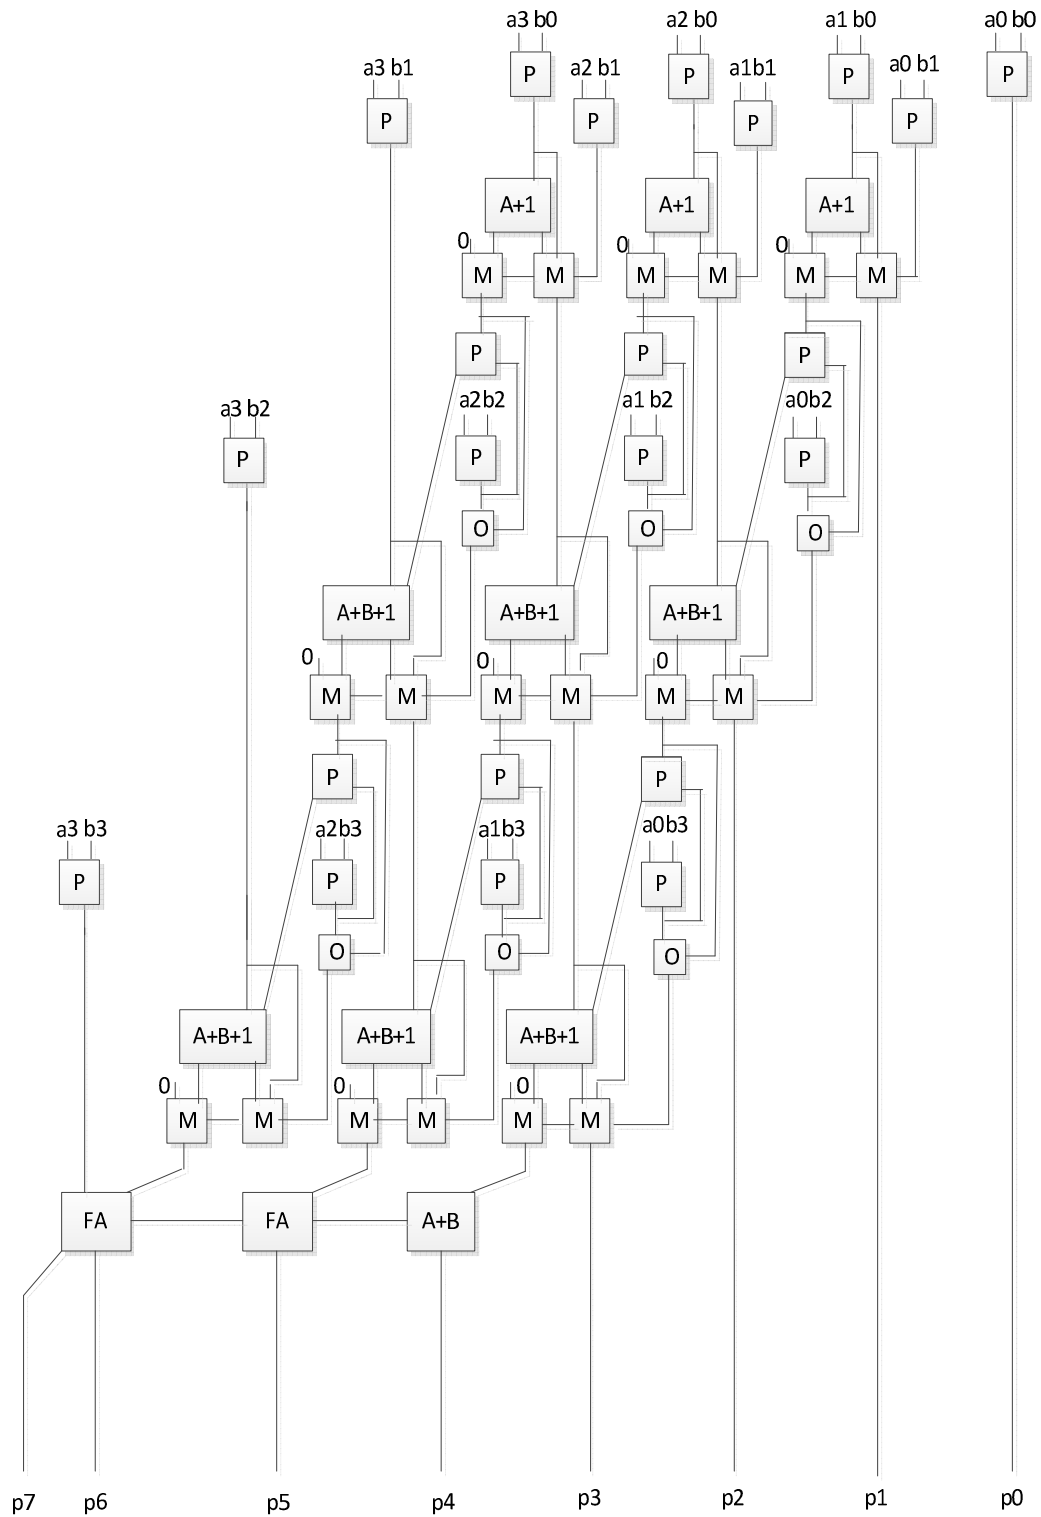 a3 b0 a2 b0 a1 b0 a0 b0
P P P P
a3 b1 a2 b1 a1b1 a0 b1
P P P P
A+1 A+1 A+1
0 0 0
M M M M M M
P P P
a3 b2 a2b2 a1 b2 a0b2
P P P P
O O O
A+B+1 A+B+1 A+B+1
0 0 0
M M M M M M
P P P
a3 b3 a2b3 a1b3 a0b3
P P P P
O O O
A+B+1 A+B+1 A+B+1
0 0 0
M M M M M M
FA FA A+B
p7 p6 p5 p4 p3 p2 p1 p0